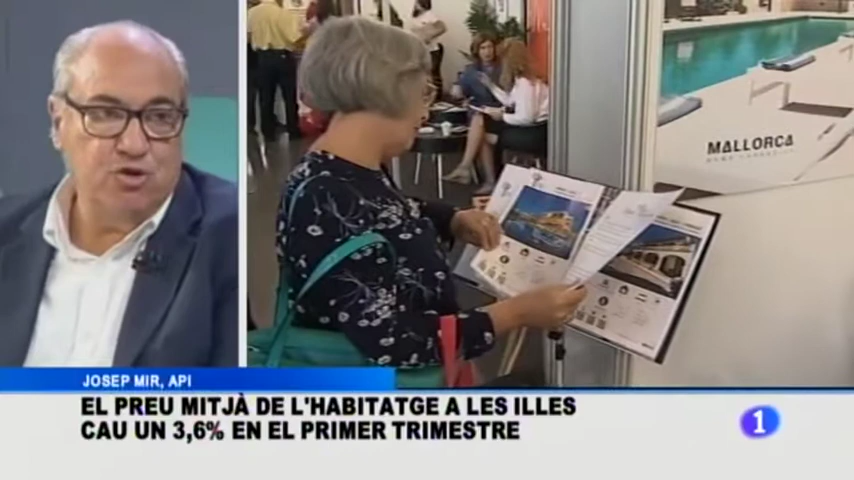 MALLORCA
JOSEP MIR, API
EL PREU MITJÀ DE L'HABITATGE A LES ILLES
CAU UN 3,6% EN EL PRIMER TRIMESTRE
1